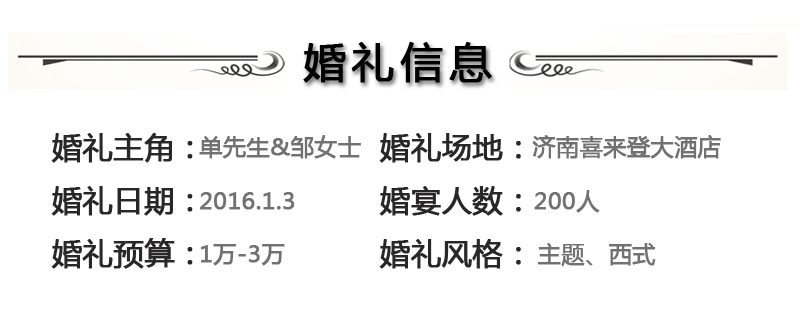 婚礼信息
婚礼主角：单先生&邹女士 婚礼场地：济南喜来登大酒店
婚礼日期：2016.1.3 婚宴人数：200人
婚礼预算：1万-3万 婚礼风格：主题、西式